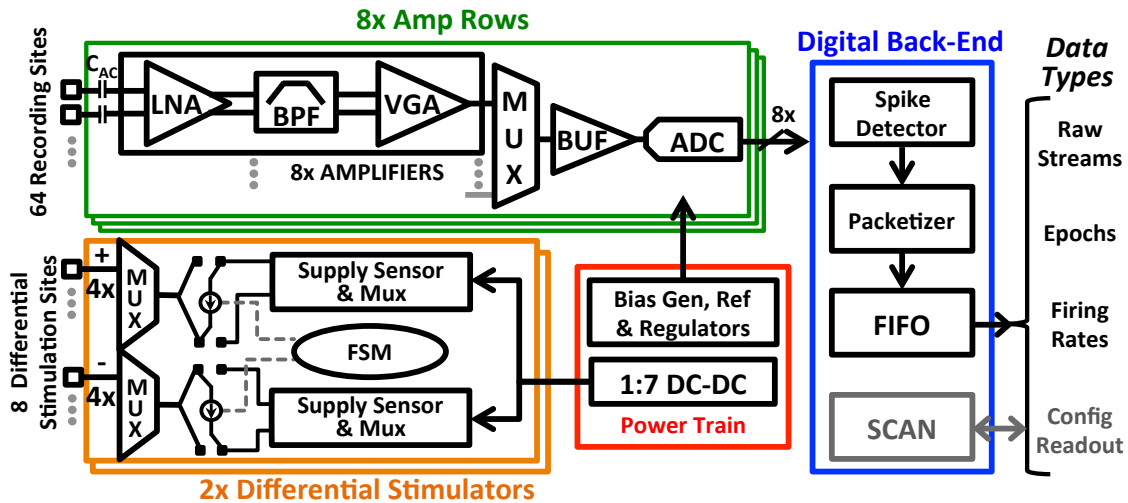 8x Amp Rows
64 Recording Sites
CAC
LNA
BPF
VGA
8x AMPLIFIERS
MUX
BUF
ADC
8x
Digital Back-End
Spike
Detector
Packetizer
FIFO
SCAN
Data
Types
Raw
Streams
Epochs
Firing
Rates
Config
Readout
8 Differential
Stimulation Sites
+
4x
MUX
-
4x
MUX
Supply Sensor
& Mux
FSM
Supply Sensor
& Mux
2x Differential Stimulators
Bias Gen, Ref
& Regulators
1:7 DC-DC
Power Train